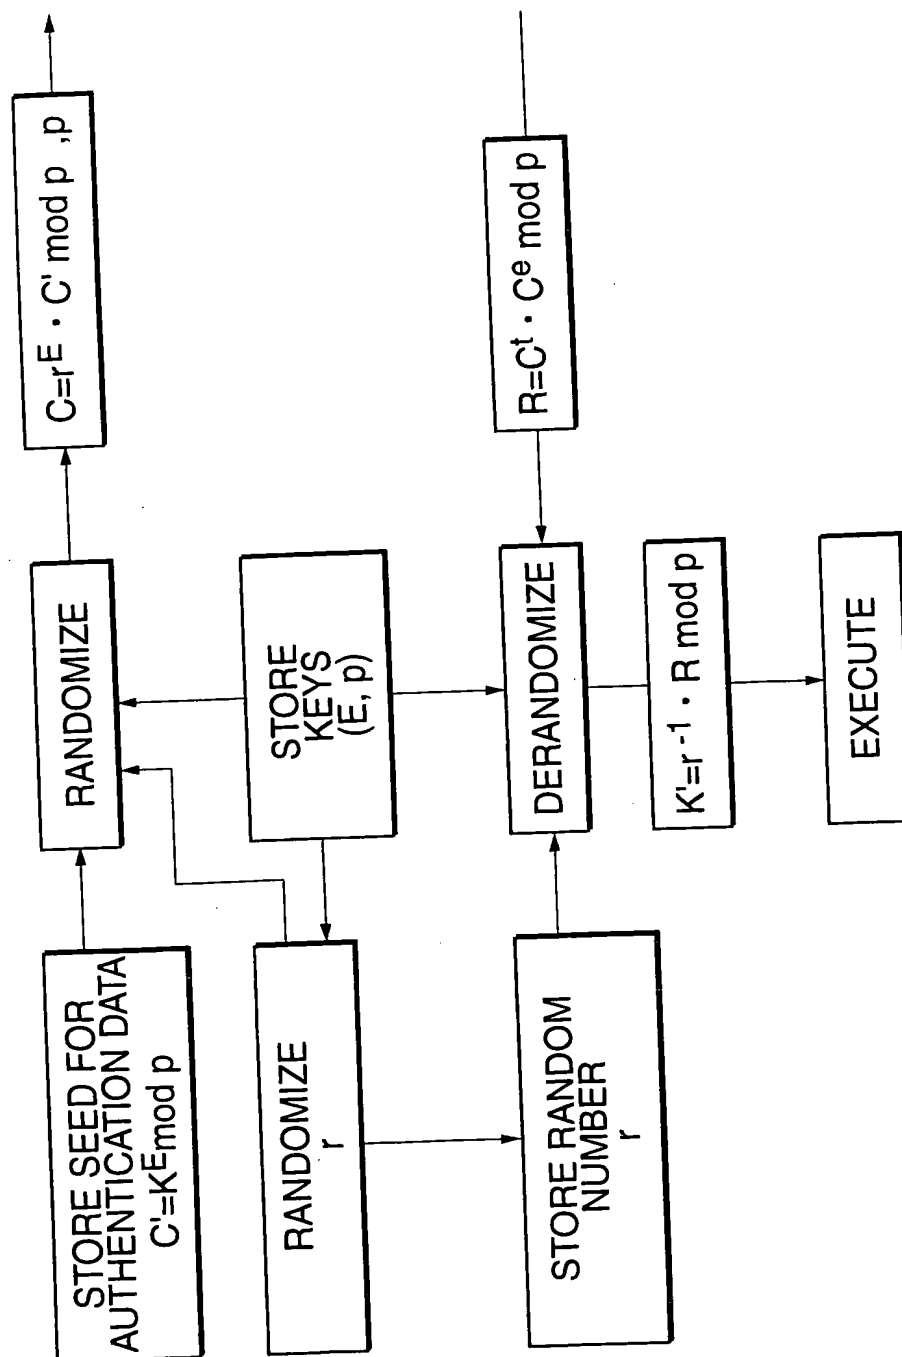 STORE SEED FOR
AUTHENTICATION DATA
C'=K^E mod p
RANDOMIZE
C=r^E · C' mod p ,p
RANDOMIZE
r
STORE
KEYS
(E, p)
STORE RANDOM
NUMBER
r
DERANDOMIZE
R=C^t · C^e mod p
K'=r^-1 · R mod p
EXECUTE